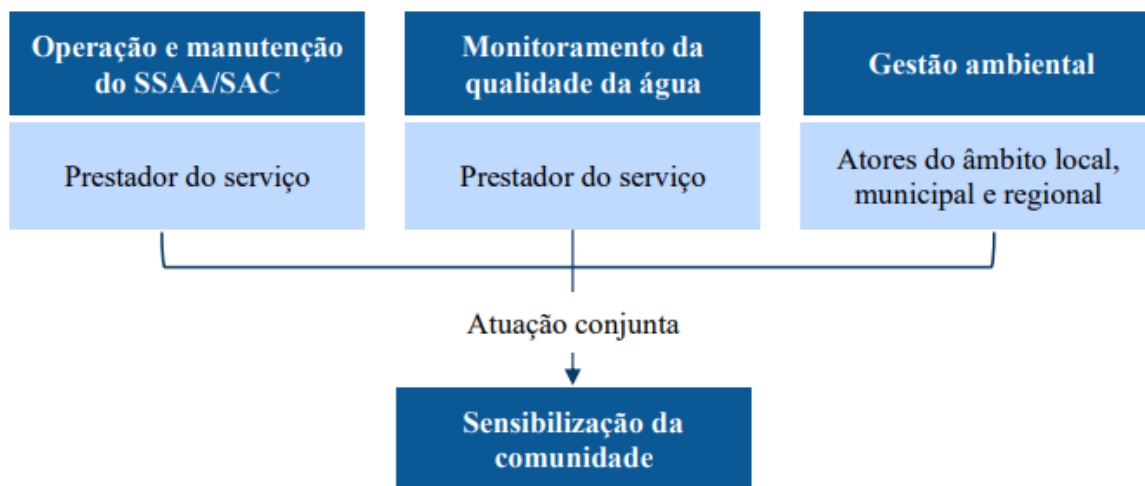 Operação e manutenção
do SSAA/SAC
Prestador do serviço
Monitoramento da
qualidade da água
Prestador do serviço
Gestão ambiental
Atores do âmbito local,
municipal e regional
Atuação conjunta
Sensibilização da
comunidade